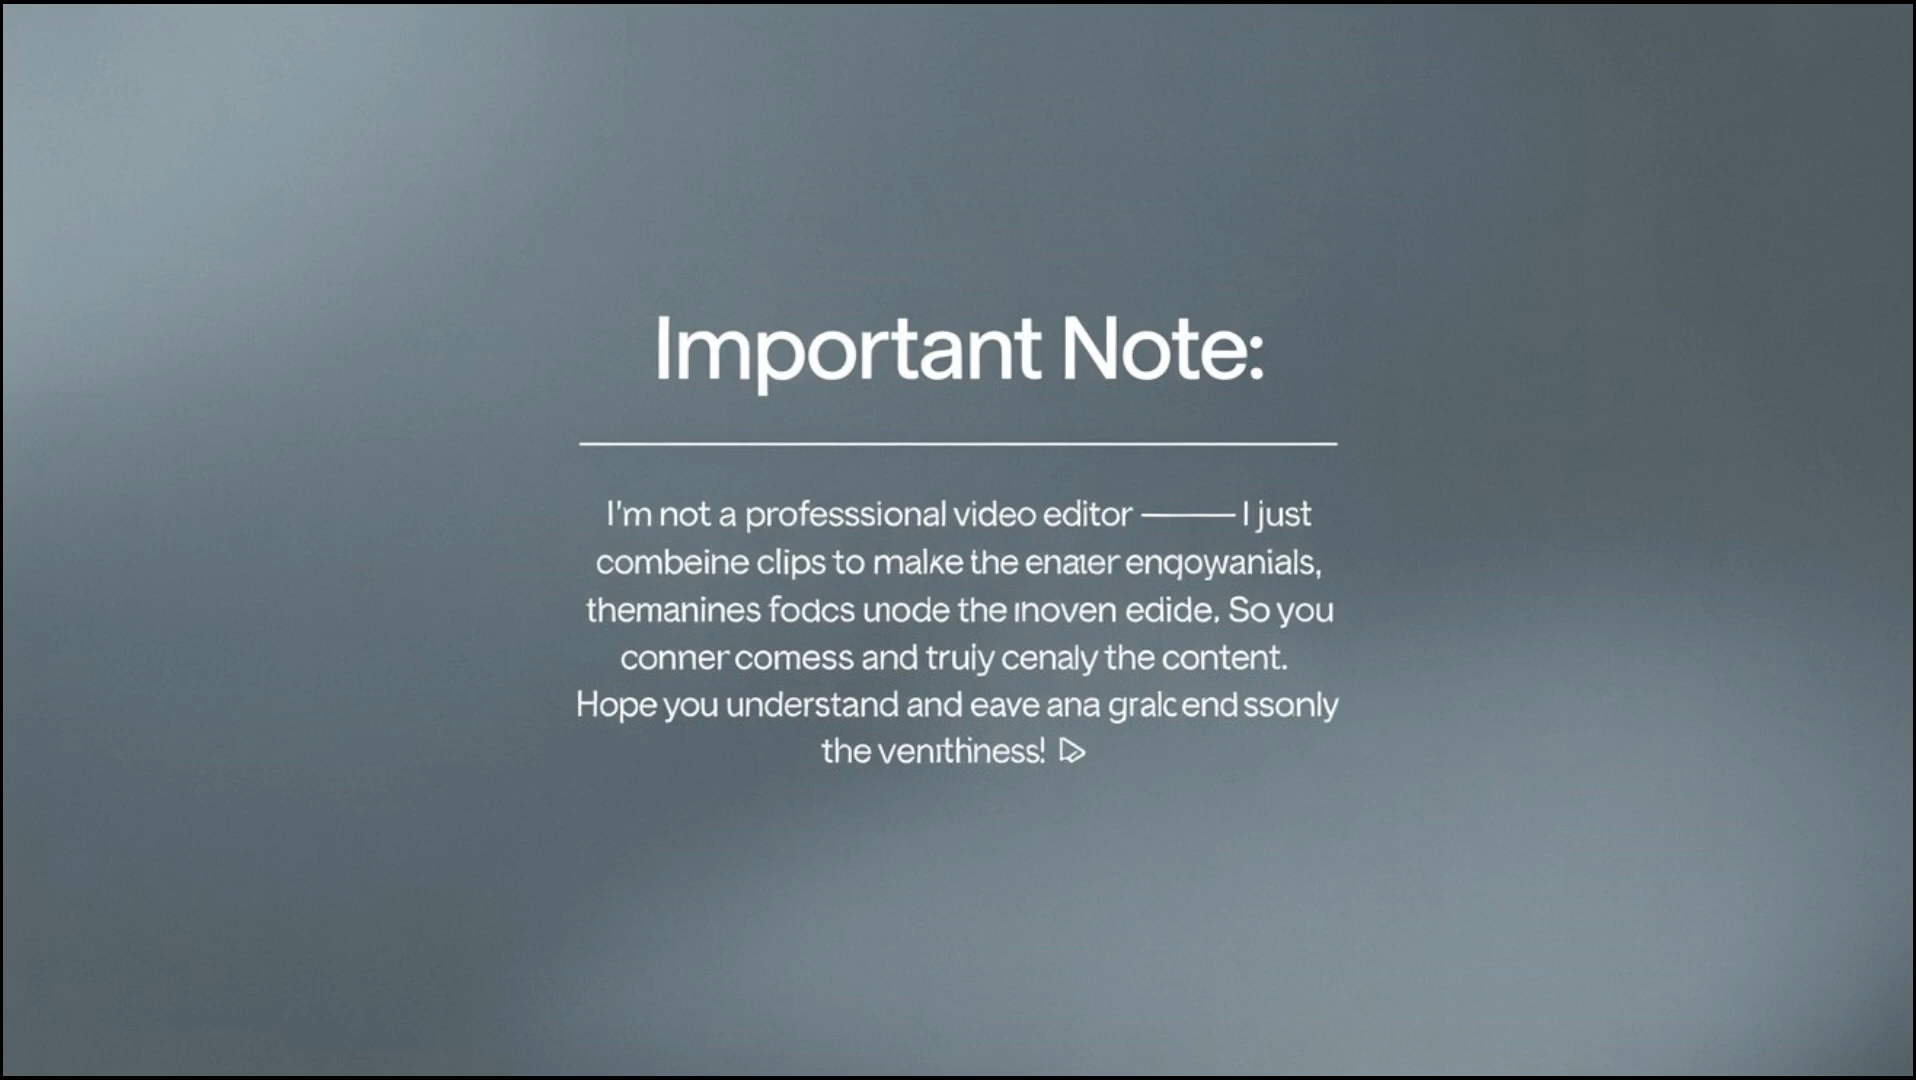 Important Note:
I'm not a professsional video editor ——— I just
combeine clips to malke the enater enqowanials,
themanines fodcs unode the inoven edide. So you
conner comess and truiy cenaly the content.
Hope you understand and eave ana gralc end ssonly
the venithiness!